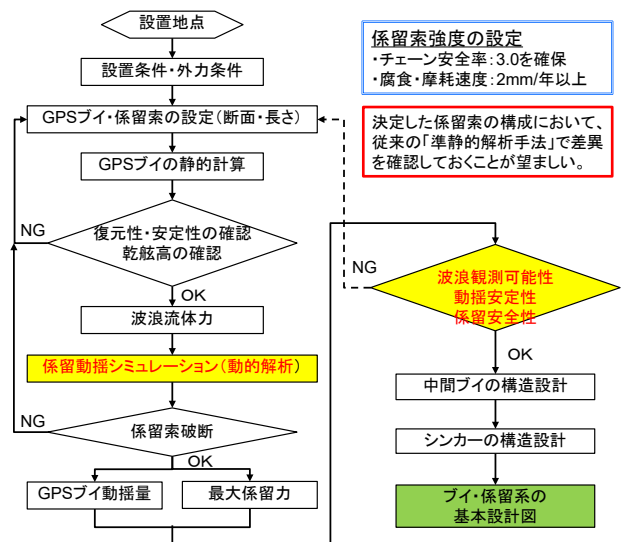 設置地点
設置条件・外力条件
GPSブイ・係留索の設定(断面・長さ)
GPSブイの静的計算
NG
復元性・安定性の確認
乾舷高の確認
OK
波浪流体力
係留動揺シミュレーション(動的解析)
NG
係留索破断
OK
GPSブイ動揺量
最大係留力
係留索強度の設定
・チェーン安全率:3.0を確保
・腐食・摩耗速度:2mm/年以上
決定した係留索の構成において、
従来の「準静的解析手法」で差異
を確認しておくことが望ましい。
NG
波浪観測可能性
動揺安定性
係留安全性
OK
中間ブイの構造設計
シンカーの構造設計
ブイ・係留系の
基本設計図